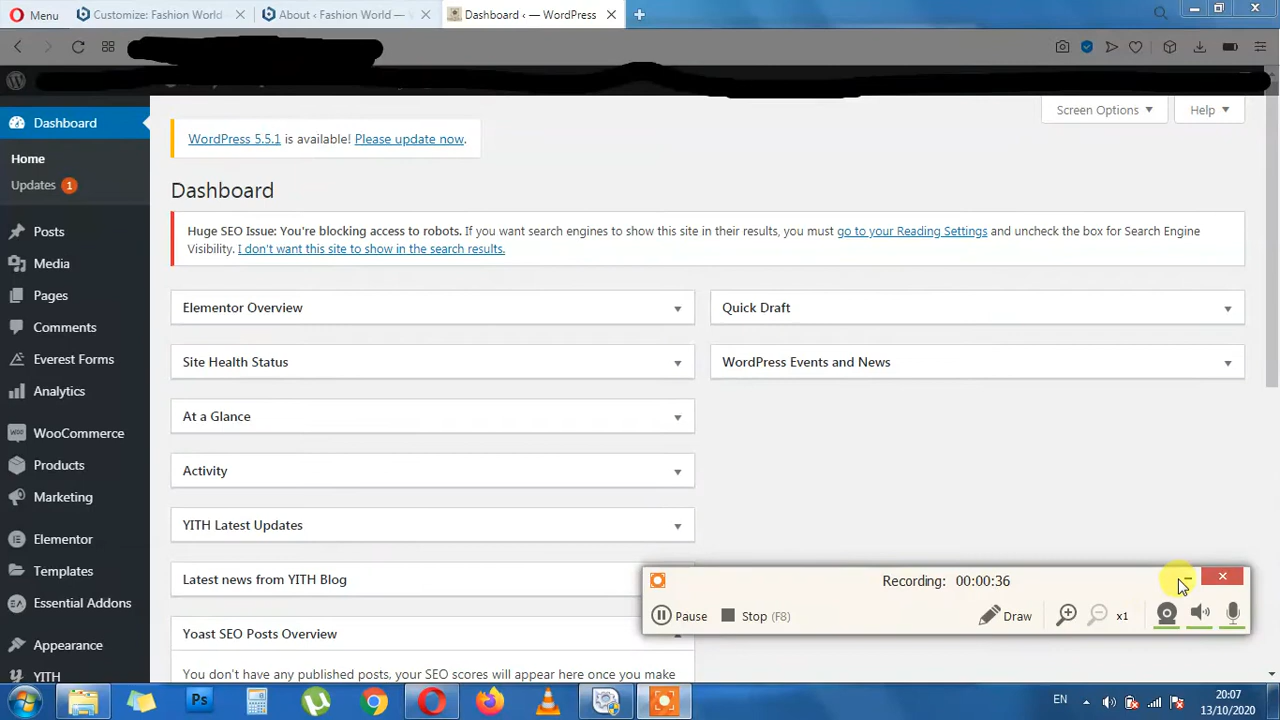 Menu
Customize: Fashion World
About ‹ Fashion World —
Dashboard ‹ — WordPress
Dashboard
Home
Updates 1
Posts
Media
Pages
Comments
Everest Forms
Analytics
WooCommerce
Products
Marketing
Elementor
Templates
Essential Addons
Appearance
YITH
Screen Options
Help
WordPress 5.5.1 is available! Please update now.
Dashboard
Huge SEO Issue: You're blocking access to robots. If you want search engines to show this site in their results, you must go to your Reading Settings and uncheck the box for Search Engine
Visibility. I don't want this site to show in the search results.
Elementor Overview
Quick Draft
Site Health Status
WordPress Events and News
At a Glance
Activity
YITH Latest Updates
Latest news from YITH Blog
Yoast SEO Posts Overview
You don't have any published posts, your SEO scores will appear here once you make
Recording: 00:00:36
Pause
Stop (F8)
Draw
x1
Ps
EN
20:07
13/10/2020